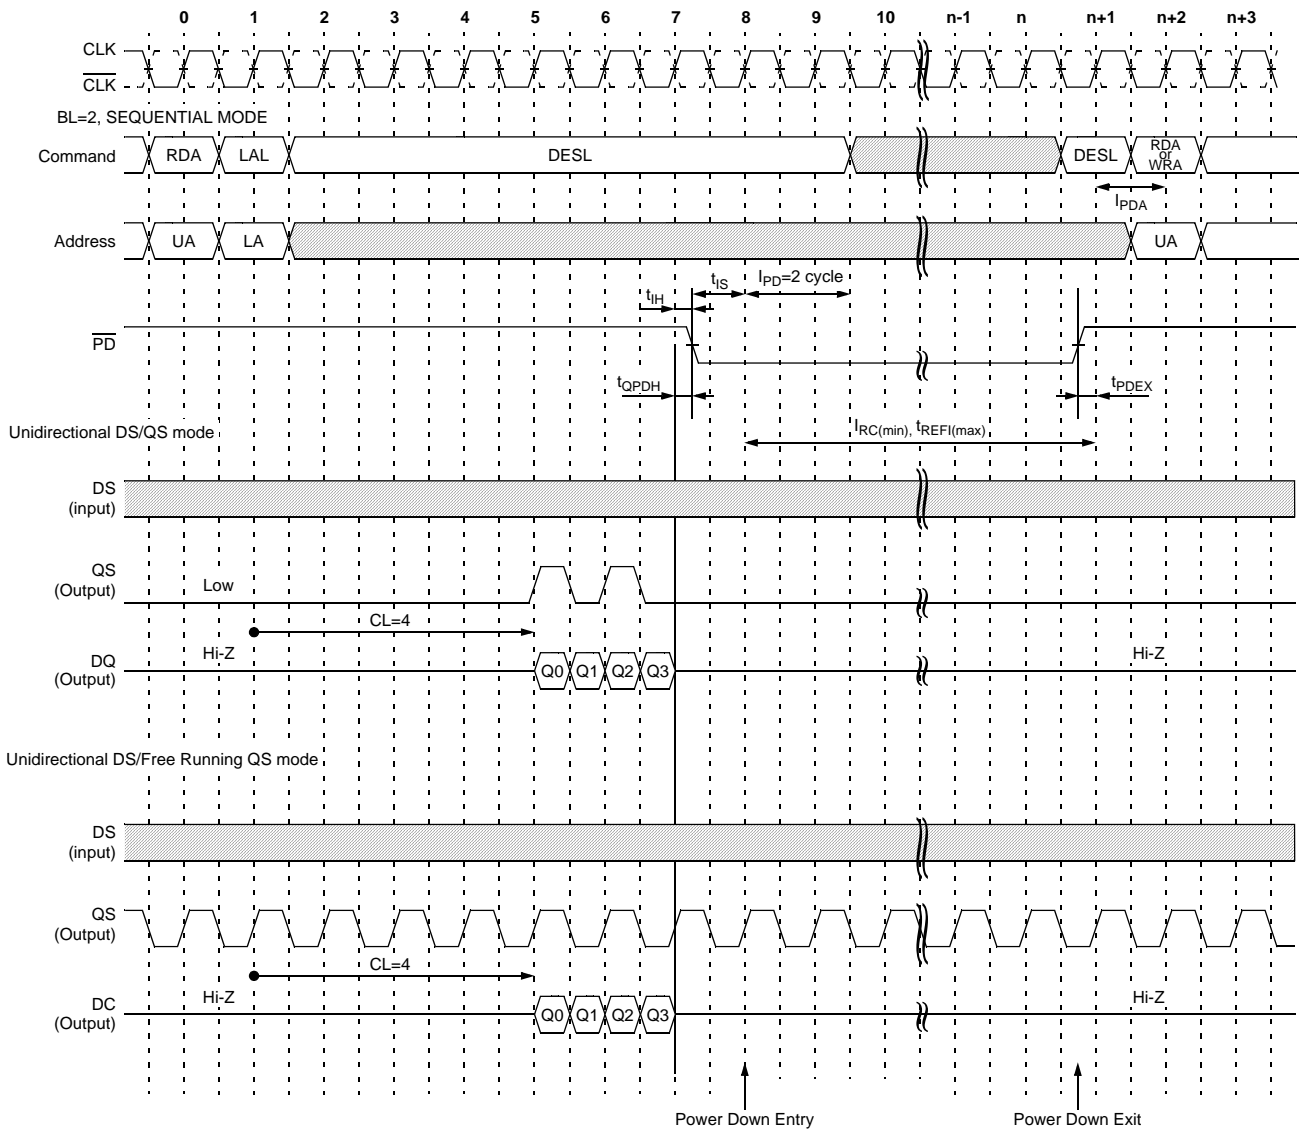 0 1 2 3 4 5 6 7 8 9 10 n-1 n n+1 n+2 n+3
CLK
CLK
BL=2, SEQUENTIAL MODE
Command RDA LAL DESL DESL RDA or WRA
IPDA
Address UA LA UA
tIH tIS IPD=2 cycle
PD
tQPDH tPDEX
Unidirectional DS/QS mode
IRC(min), tREFI(max)
DS
(input)
QS
(Output)
Low
CL=4
Hi-Z Hi-Z
DQ
(Output)
Q0 Q1 Q2 Q3
Unidirectional DS/Free Running QS mode
DS
(input)
QS
(Output)
CL=4
Hi-Z Hi-Z
DC
(Output)
Q0 Q1 Q2 Q3
Power Down Entry Power Down Exit